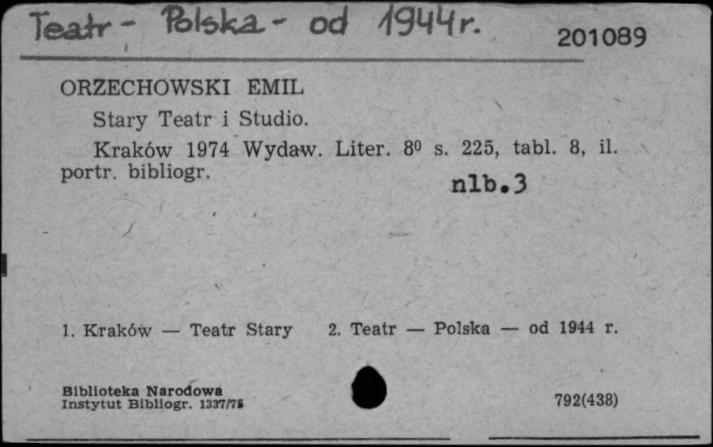 Teatr - Polska - od 1944 r.
201089
ORZECHOWSKI EMIL
Stary Teatr i Studio.
Kraków 1974 Wydaw. Liter. 8⁰ s. 225, tabl. 8, il.
portr. bibliogr.
nlb.3
1. Kraków — Teatr Stary 2. Teatr — Polska — od 1944 r.
Biblioteka Narodowa
Instytut Bibliogr. 1337/75
792(438)